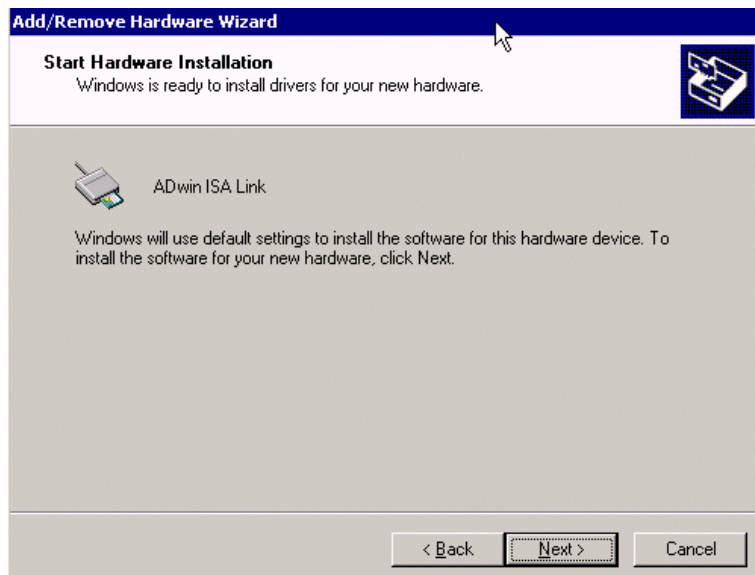 Add/Remove Hardware Wizard
Start Hardware Installation
Windows is ready to install drivers for your new hardware.
ADwin ISA Link
Windows will use default settings to install the software for this hardware device. To
install the software for your new hardware, click Next.
< Back
Next >
Cancel